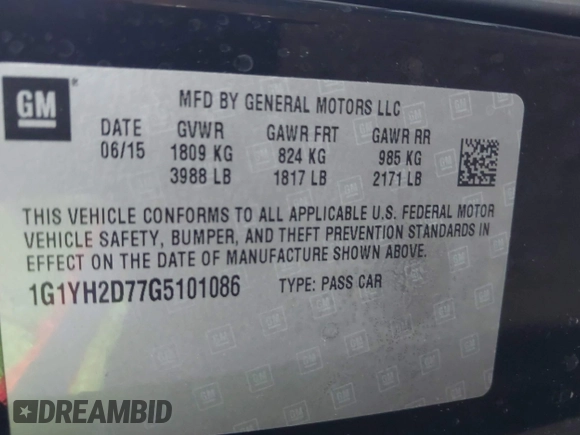 GM
MFD BY GENERAL MOTORS LLC
DATE GVWR GAWR FRT GAWR RR
06/15 1809 KG 824 KG 985 KG
3988 LB 1817 LB 2171 LB
THIS VEHICLE CONFORMS TO ALL APPLICABLE U.S. FEDERAL MOTOR
VEHICLE SAFETY, BUMPER, AND THEFT PREVENTION STANDARDS IN
EFFECT ON THE DATE OF MANUFACTURE SHOWN ABOVE.
1G1YH2D77G5101086 TYPE: PASS CAR
DREAMBID